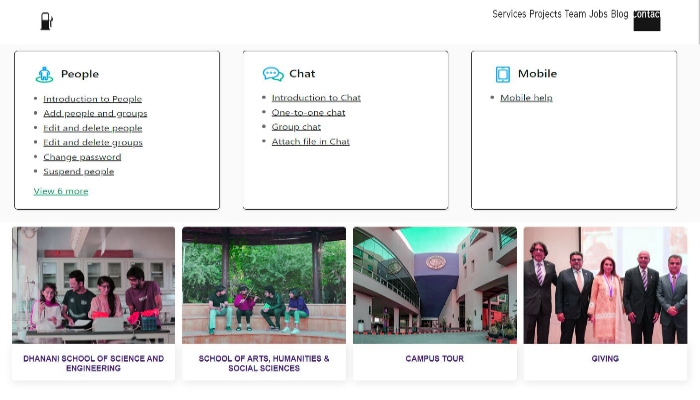 Services Projects Team Jobs Blog Contact
People
Introduction to People
Add people and groups
Edit and delete people
Edit and delete groups
Change password
Suspend people
View 6 more
Chat
Introduction to Chat
One-to-one chat
Group chat
Attach file in Chat
Mobile
Mobile help
DHANANI SCHOOL OF SCIENCE AND
ENGINEERING
SCHOOL OF ARTS, HUMANITIES &
SOCIAL SCIENCES
CAMPUS TOUR
GIVING